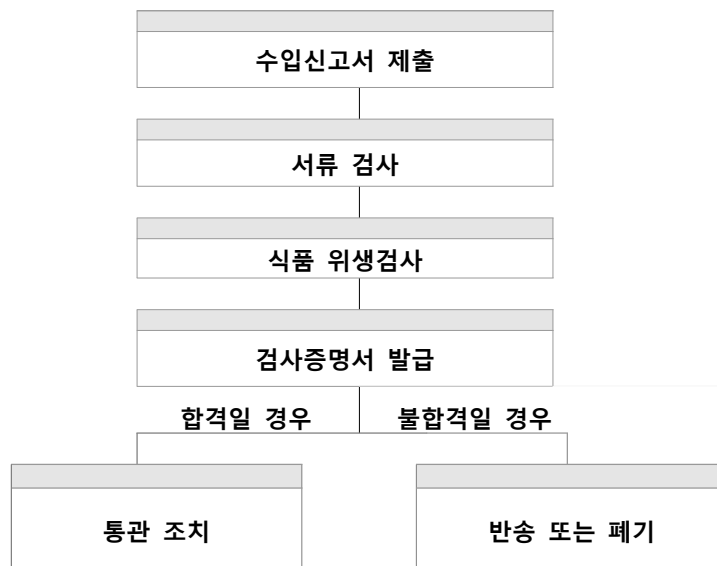 수입신고서 제출
서류 검사
식품 위생검사
검사증명서 발급
합격일 경우
불합격일 경우
통관 조치
반송 또는 폐기